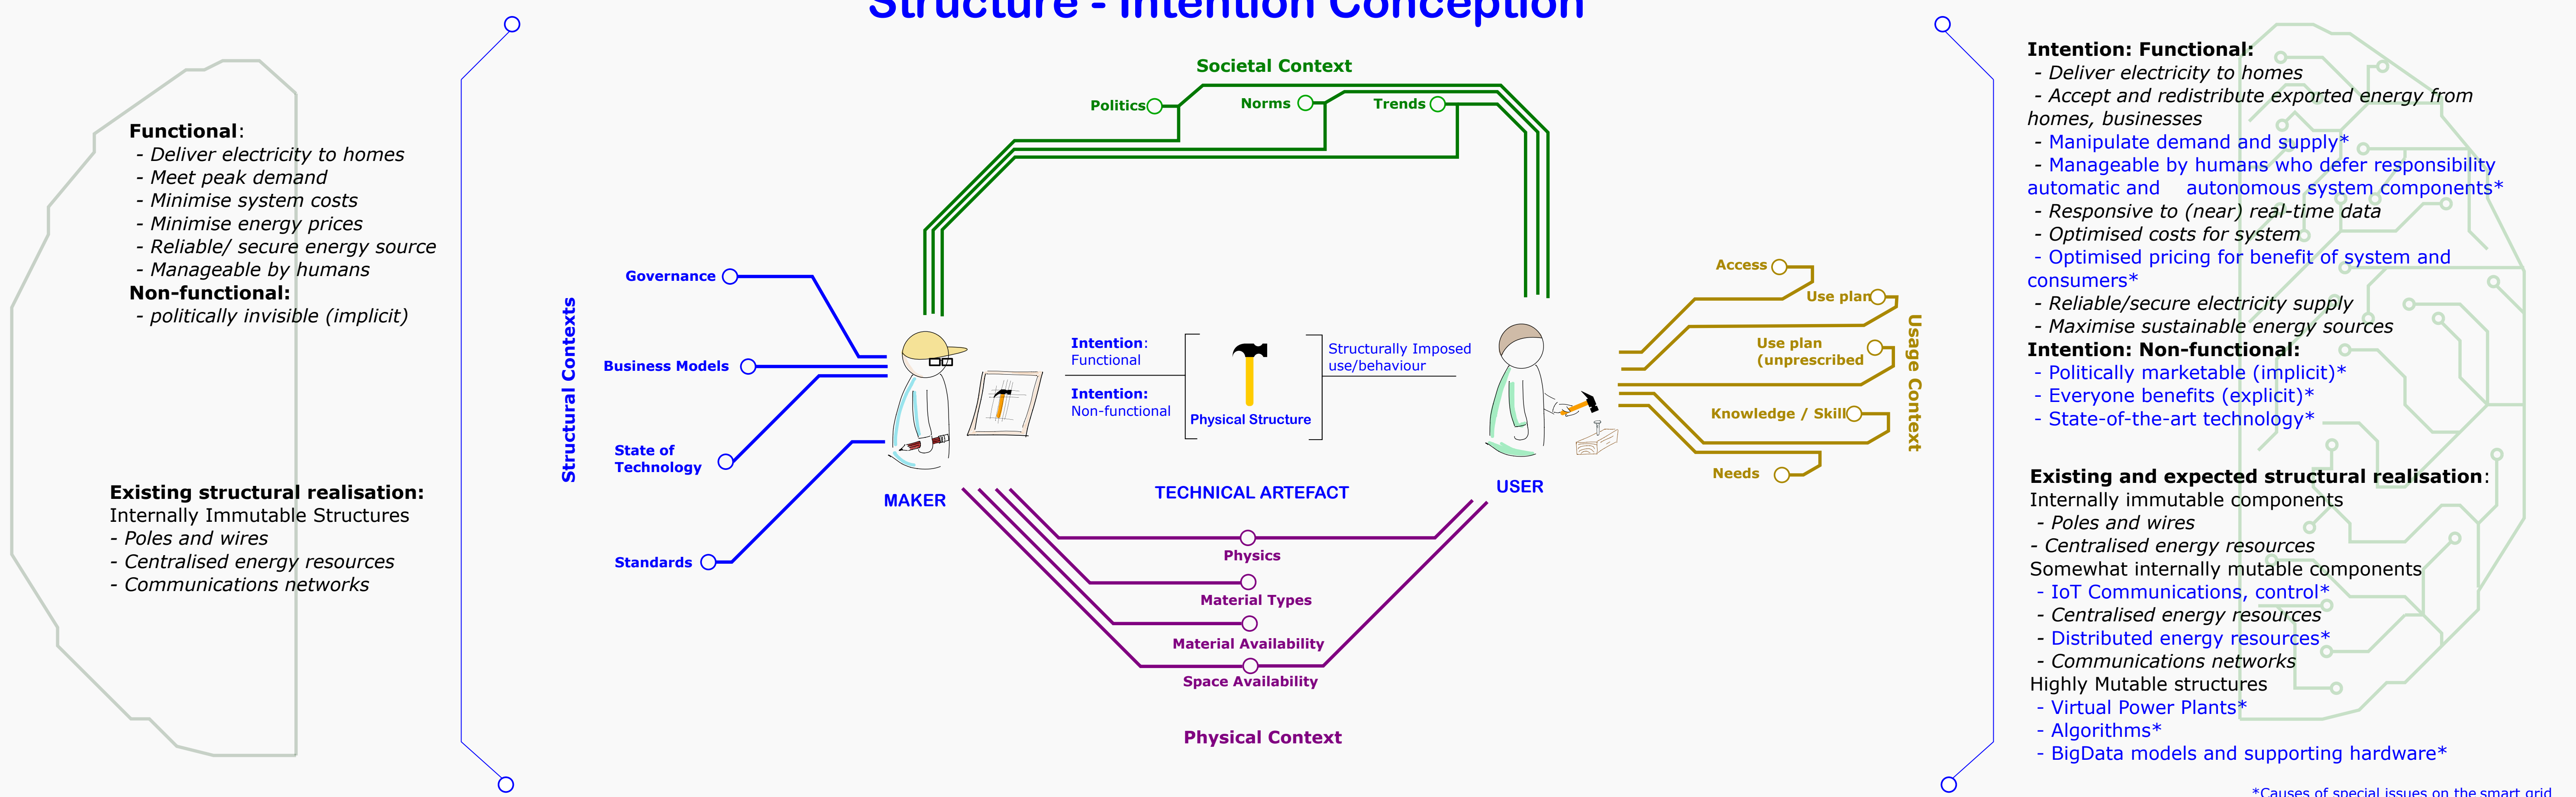 Structure - Intention Conception
Functional:
- Deliver electricity to homes
- Meet peak demand
- Minimise system costs
- Minimise energy prices
- Reliable/ secure energy source
- Manageable by humans
Non-functional:
- politically invisible (implicit)
Existing structural realisation:
Internally Immutable Structures
- Poles and wires
- Centralised energy resources
- Communications networks
Structural Contexts
Governance
Business Models
State of
Technology
Standards
Societal Context
Politics
Norms
Trends
MAKER
Intention:
Functional
Intention:
Non-functional
Physical Structure
Structurally Imposed
use/behaviour
TECHNICAL ARTEFACT
USER
Physics
Material Types
Material Availability
Space Availability
Physical Context
Access
Use plan
Use plan
(unprescribed
Knowledge / Skill
Needs
Usage Context
Intention: Functional:
- Deliver electricity to homes
- Accept and redistribute exported energy from
homes, businesses
- Manipulate demand and supply*
- Manageable by humans who defer responsibility
automatic and autonomous system components*
- Responsive to (near) real-time data
- Optimised costs for system
- Optimised pricing for benefit of system and
consumers*
- Reliable/secure electricity supply
- Maximise sustainable energy sources
Intention: Non-functional:
- Politically marketable (implicit)*
- Everyone benefits (explicit)*
- State-of-the-art technology*
Existing and expected structural realisation:
Internally immutable components
- Poles and wires
- Centralised energy resources
Somewhat internally mutable components
- IoT Communications, control*
- Centralised energy resources
- Distributed energy resources*
- Communications networks
Highly Mutable structures
- Virtual Power Plants*
- Algorithms*
- BigData models and supporting hardware*
*Causes of special issues on the smart grid